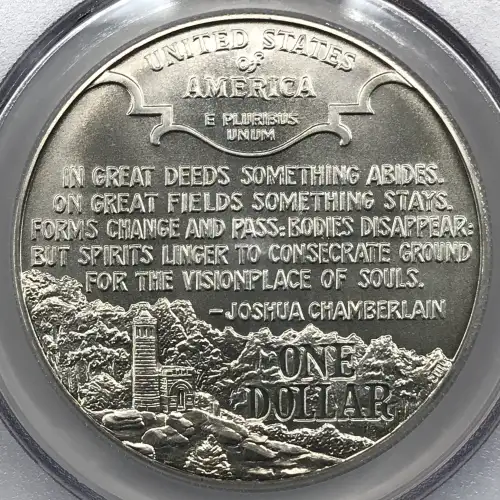 UNITED STATES
of
AMERICA
E PLURIBUS
UNUM
IN GREAT DEEDS SOMETHING ABIDES.
ON GREAT FIELDS SOMETHING STAYS.
FORMS CHANGE AND PASS: BODIES DISAPPEAR:
BUT SPIRITS LINGER TO CONSECRATE GROUND
FOR THE VISIONPLACE OF SOULS.
–JOSHUA CHAMBERLAIN
ONE
DOLLAR